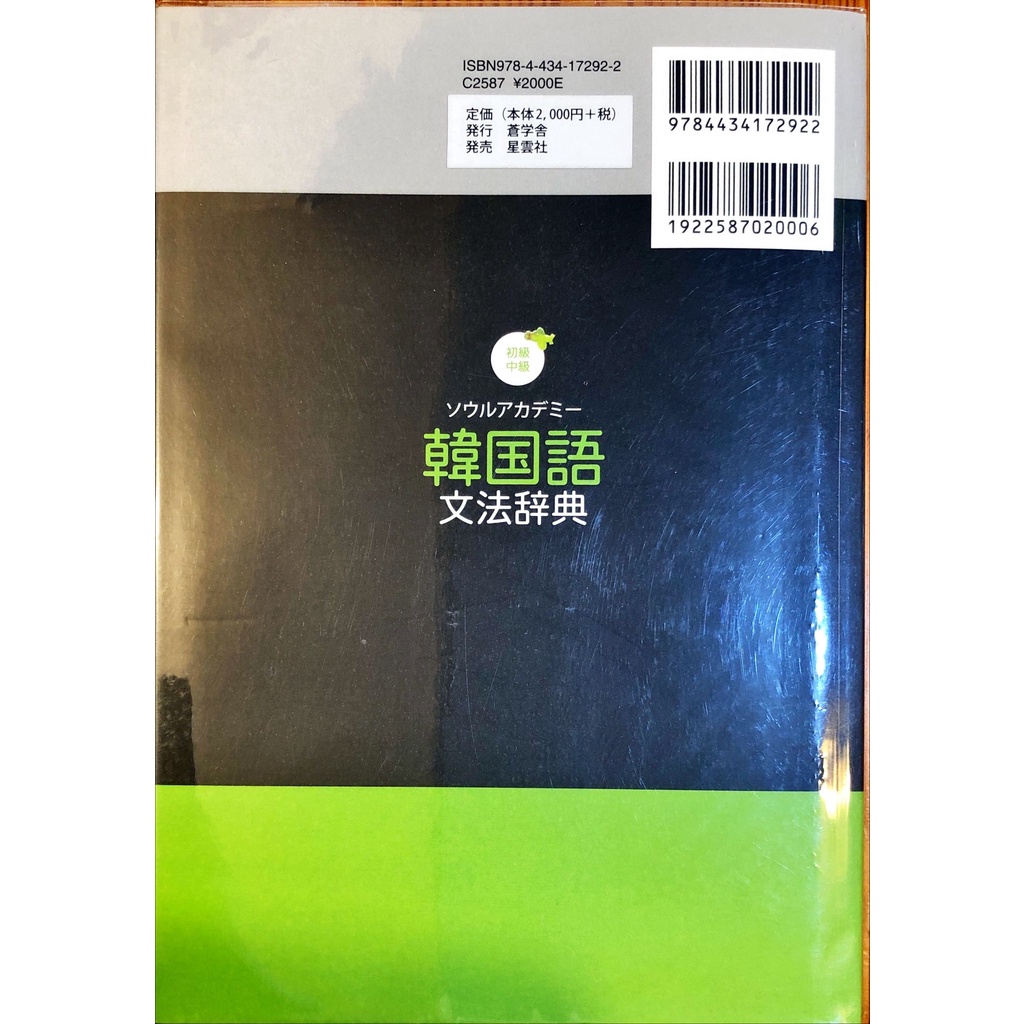 ISBN978-4-434-17292-2
C2587 ¥2000E
定価（本体2,000円＋税）
発行 蒼学舎
発売 星雲社
9784434172922
1922587020006
初級
中級
ソウルアカデミー
韓国語
文法辞典